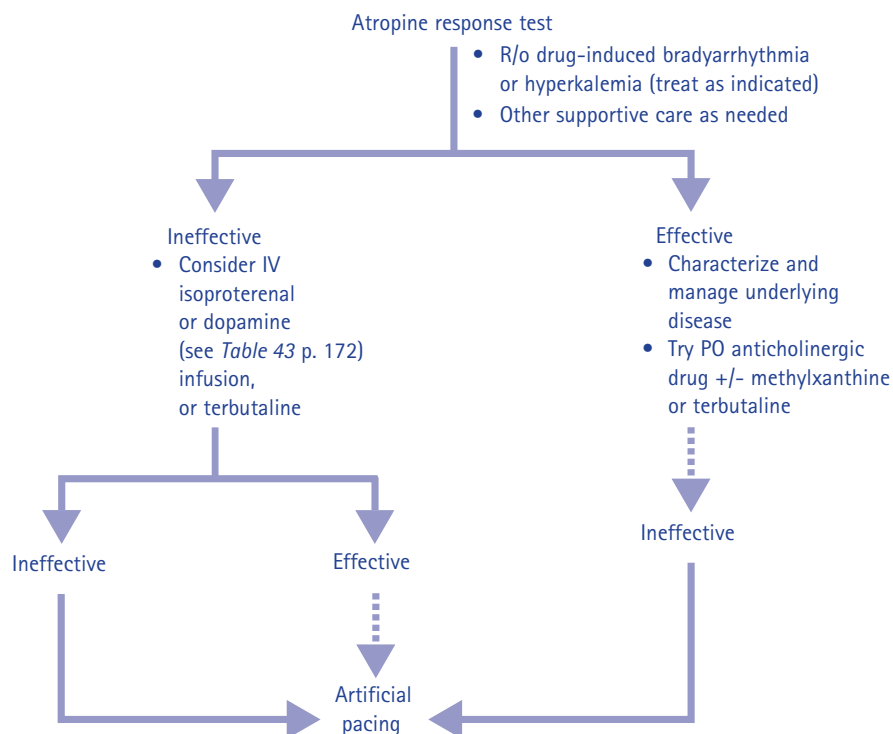 Atropine response test
• R/o drug-induced bradyarrhythmia
or hyperkalemia (treat as indicated)
• Other supportive care as needed
Ineffective
• Consider IV
isoproterenal
or dopamine
(see Table 43 p. 172)
infusion,
or terbutaline
Effective
• Characterize and
manage underlying
disease
• Try PO anticholinergic
drug +/- methylxanthine
or terbutaline
Ineffective
Effective
Ineffective
Artificial
pacing